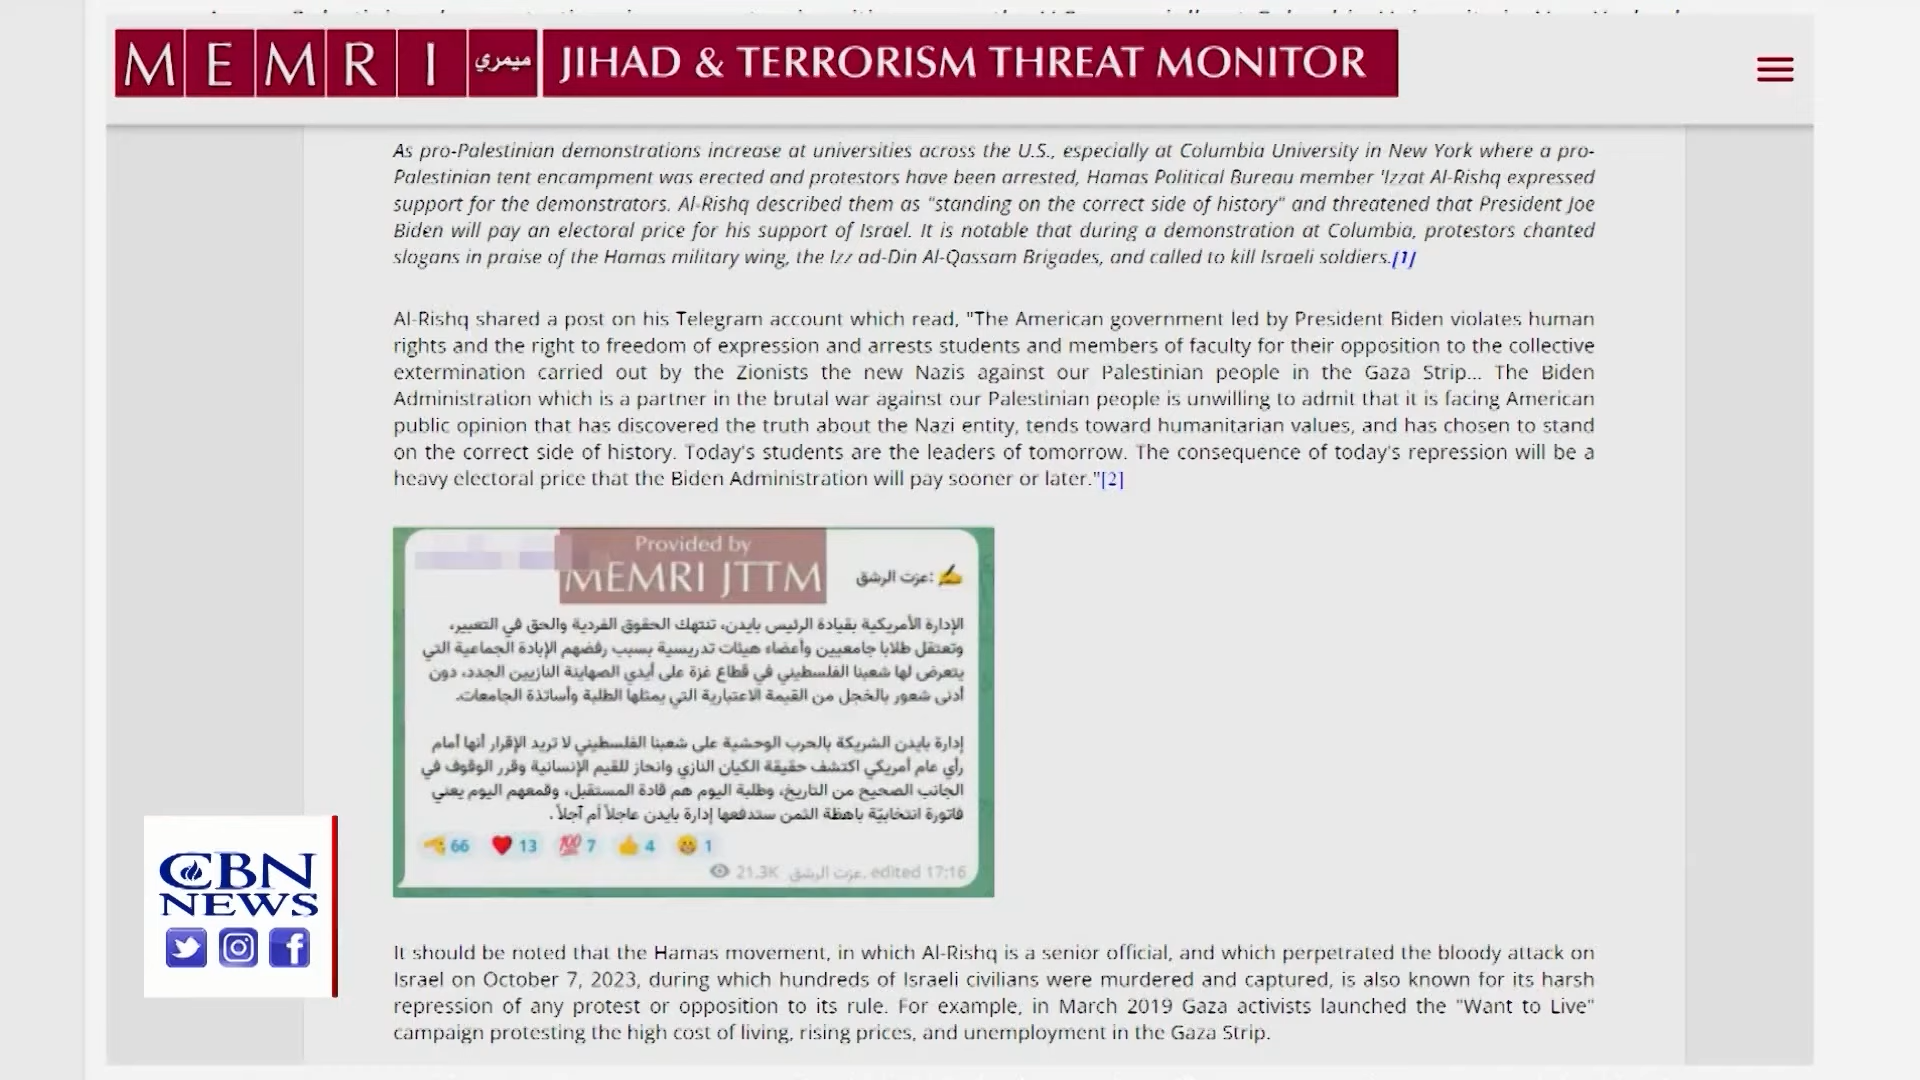 MEMRI ميمري JIHAD & TERRORISM THREAT MONITOR
As pro-Palestinian demonstrations increase at universities across the U.S., especially at Columbia University in New York where a pro-
Palestinian tent encampment was erected and protestors have been arrested, Hamas Political Bureau member 'Izzat Al-Rishq expressed
support for the demonstrators. Al-Rishq described them as "standing on the correct side of history" and threatened that President Joe
Biden will pay an electoral price for his support of Israel. It is notable that during a demonstration at Columbia, protestors chanted
slogans in praise of the Hamas military wing, the Izz ad-Din Al-Qassam Brigades, and called to kill Israeli soldiers.[1]
Al-Rishq shared a post on his Telegram account which read, "The American government led by President Biden violates human
rights and the right to freedom of expression and arrests students and members of faculty for their opposition to the collective
extermination carried out by the Zionists the new Nazis against our Palestinian people in the Gaza Strip... The Biden
Administration which is a partner in the brutal war against our Palestinian people is unwilling to admit that it is facing American
public opinion that has discovered the truth about the Nazi entity, tends toward humanitarian values, and has chosen to stand
on the correct side of history. Today's students are the leaders of tomorrow. The consequence of today's repression will be a
heavy electoral price that the Biden Administration will pay sooner or later."[2]
Provided by
MEMRI JTTM
✍️ عزت الرشق:
الإدارة الأمريكية بقيادة الرئيس بايدن، تنتهك الحقوق الفردية والحق في التعبير،
وتعتقل طلابا جامعيين وأعضاء هيئات تدريسية بسبب رفضهم الإبادة الجماعية التي
يتعرض لها شعبنا الفلسطيني في قطاع غزة على أيدي الصهاينة النازيين الجدد، دون
أدنى شعور بالخجل من القيمة الاعتبارية التي يمثلها الطلبة وأساتذة الجامعات.
إدارة بايدن الشريكة بالحرب الوحشية على شعبنا الفلسطيني لا تريد الإقرار أنها أمام
رأي عام أمريكي اكتشف حقيقة الكيان النازي وانحاز للقيم الإنسانية وقرر الوقوف في
الجانب الصحيح من التاريخ، وطلبة اليوم هم قادة المستقبل، وقمعهم اليوم يعني
فاتورة انتخابيّة باهظة الثمن ستدفعها إدارة بايدن عاجلاً أم آجلاً .
66 13 💯 7 4 1
21.3K عزت الرشق, edited 17:16
It should be noted that the Hamas movement, in which Al-Rishq is a senior official, and which perpetrated the bloody attack on
Israel on October 7, 2023, during which hundreds of Israeli civilians were murdered and captured, is also known for its harsh
repression of any protest or opposition to its rule. For example, in March 2019 Gaza activists launched the "Want to Live"
campaign protesting the high cost of living, rising prices, and unemployment in the Gaza Strip.
CBN
NEWS